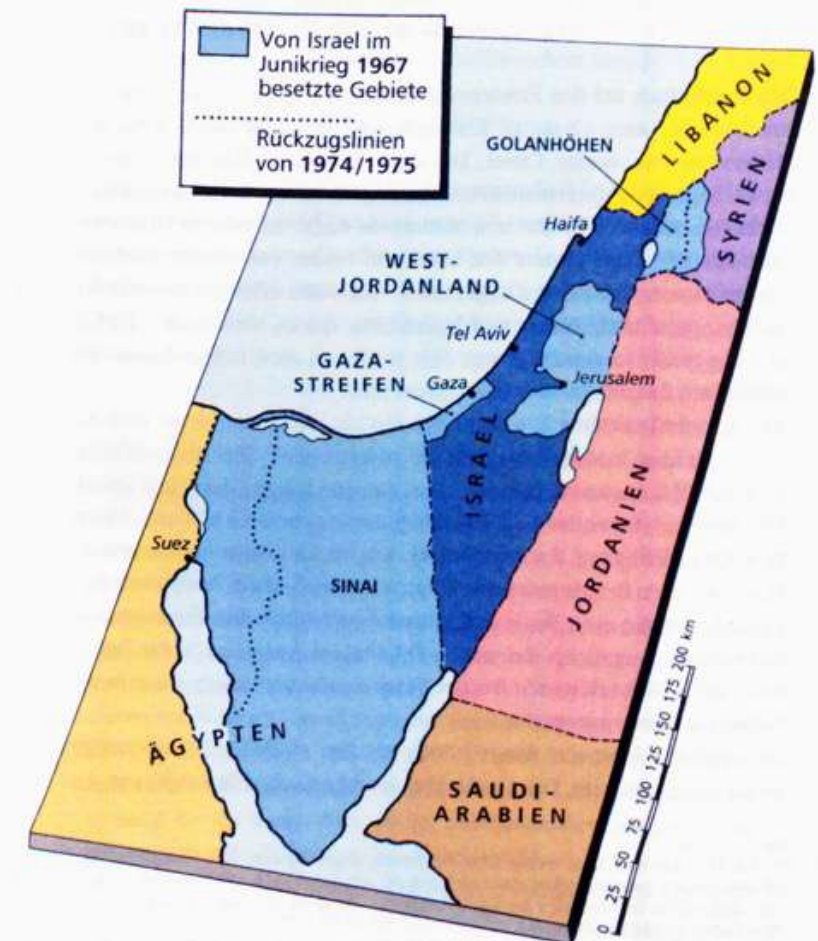 Von Israel im
Junikrieg 1967
besetzte Gebiete
Rückzugslinien
von 1974/1975
LIBANON
GOLANHÖHEN
SYRIEN
Haifa
WEST-
JORDANLAND
Tel Aviv
GAZA-
STREIFEN
Gaza
Jerusalem
ISRAEL
JORDANIEN
Suez
SINAI
ÄGYPTEN
SAUDI-
ARABIEN
0 25 50 75 100 125 150 175 200 km